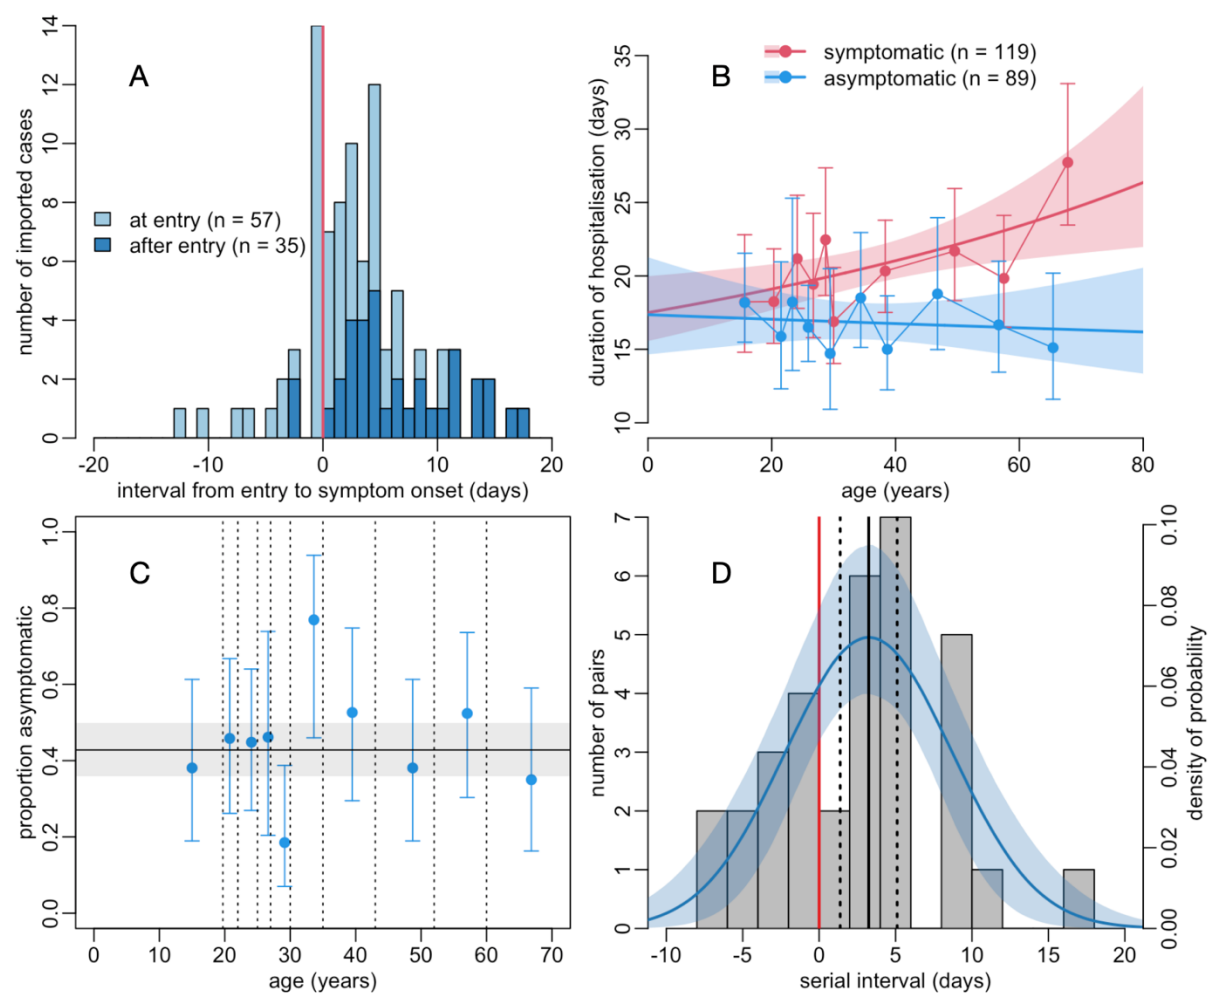 A
number of imported cases
14
12
10
8
6
4
2
0
at entry (n = 57)
after entry (n = 35)
-20 -10 0 10 20
interval from entry to symptom onset (days)
B
symptomatic (n = 119)
asymptomatic (n = 89)
duration of hospitalisation (days)
35
30
25
20
15
10
0 20 40 60 80
age (years)
C
proportion asymptomatic
1.0
0.8
0.6
0.4
0.2
0.0
0 10 20 30 40 50 60 70
age (years)
D
number of pairs
7
6
5
4
3
2
1
0
-10 -5 0 5 10 15 20
serial interval (days)
0.10
0.08
0.06
0.04
0.02
0.00
density of probability